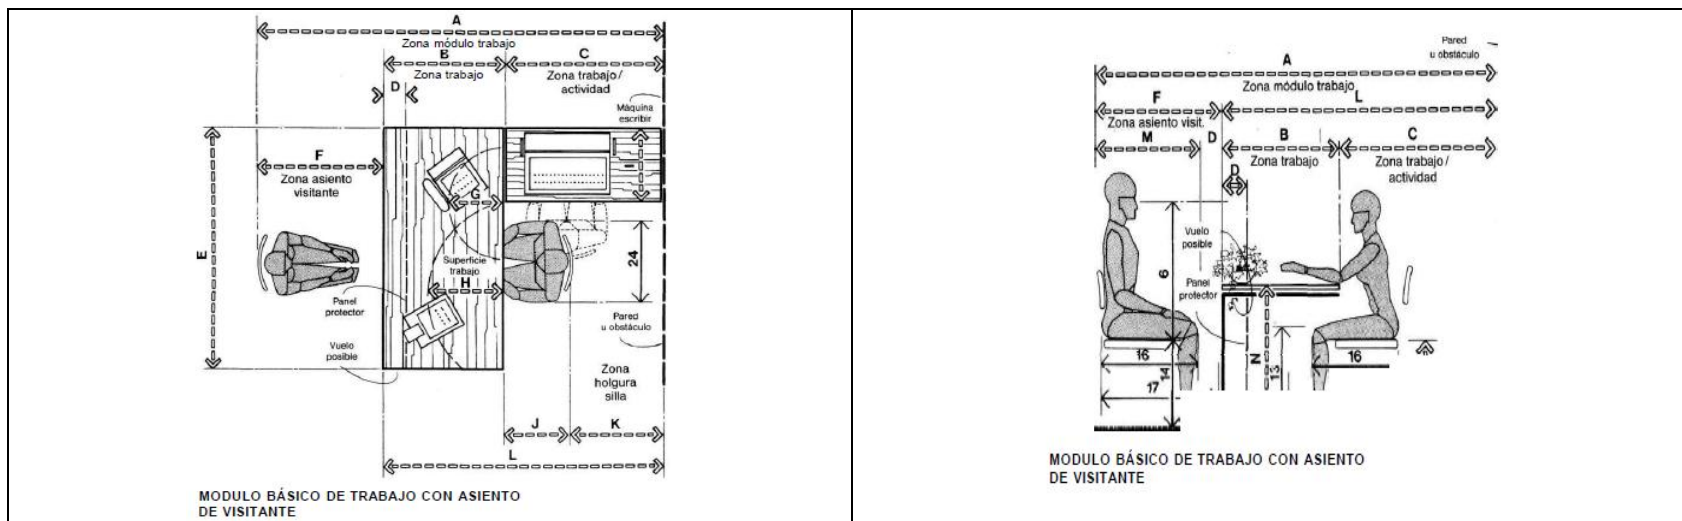 A
Zona módulo trabajo
B
C
Zona trabajo
Zona trabajo/
actividad
D
Máquina
escribir
F
Zona asiento
visitante
G
E
24
Superficie
trabajo
H
Panel
protector
Pared
u obstáculo
Vuelo
posible
Zona
holgura
silla
J
K
L
MODULO BÁSICO DE TRABAJO CON ASIENTO
DE VISITANTE
Pared
u obstáculo
A
Zona módulo trabajo
F
L
Zona asiento visit.
M
D
B
C
Zona trabajo
Zona trabajo/
actividad
D
Vuelo
posible
6
Panel
protector
16
14
N
13
16
17
MODULO BÁSICO DE TRABAJO CON ASIENTO
DE VISITANTE